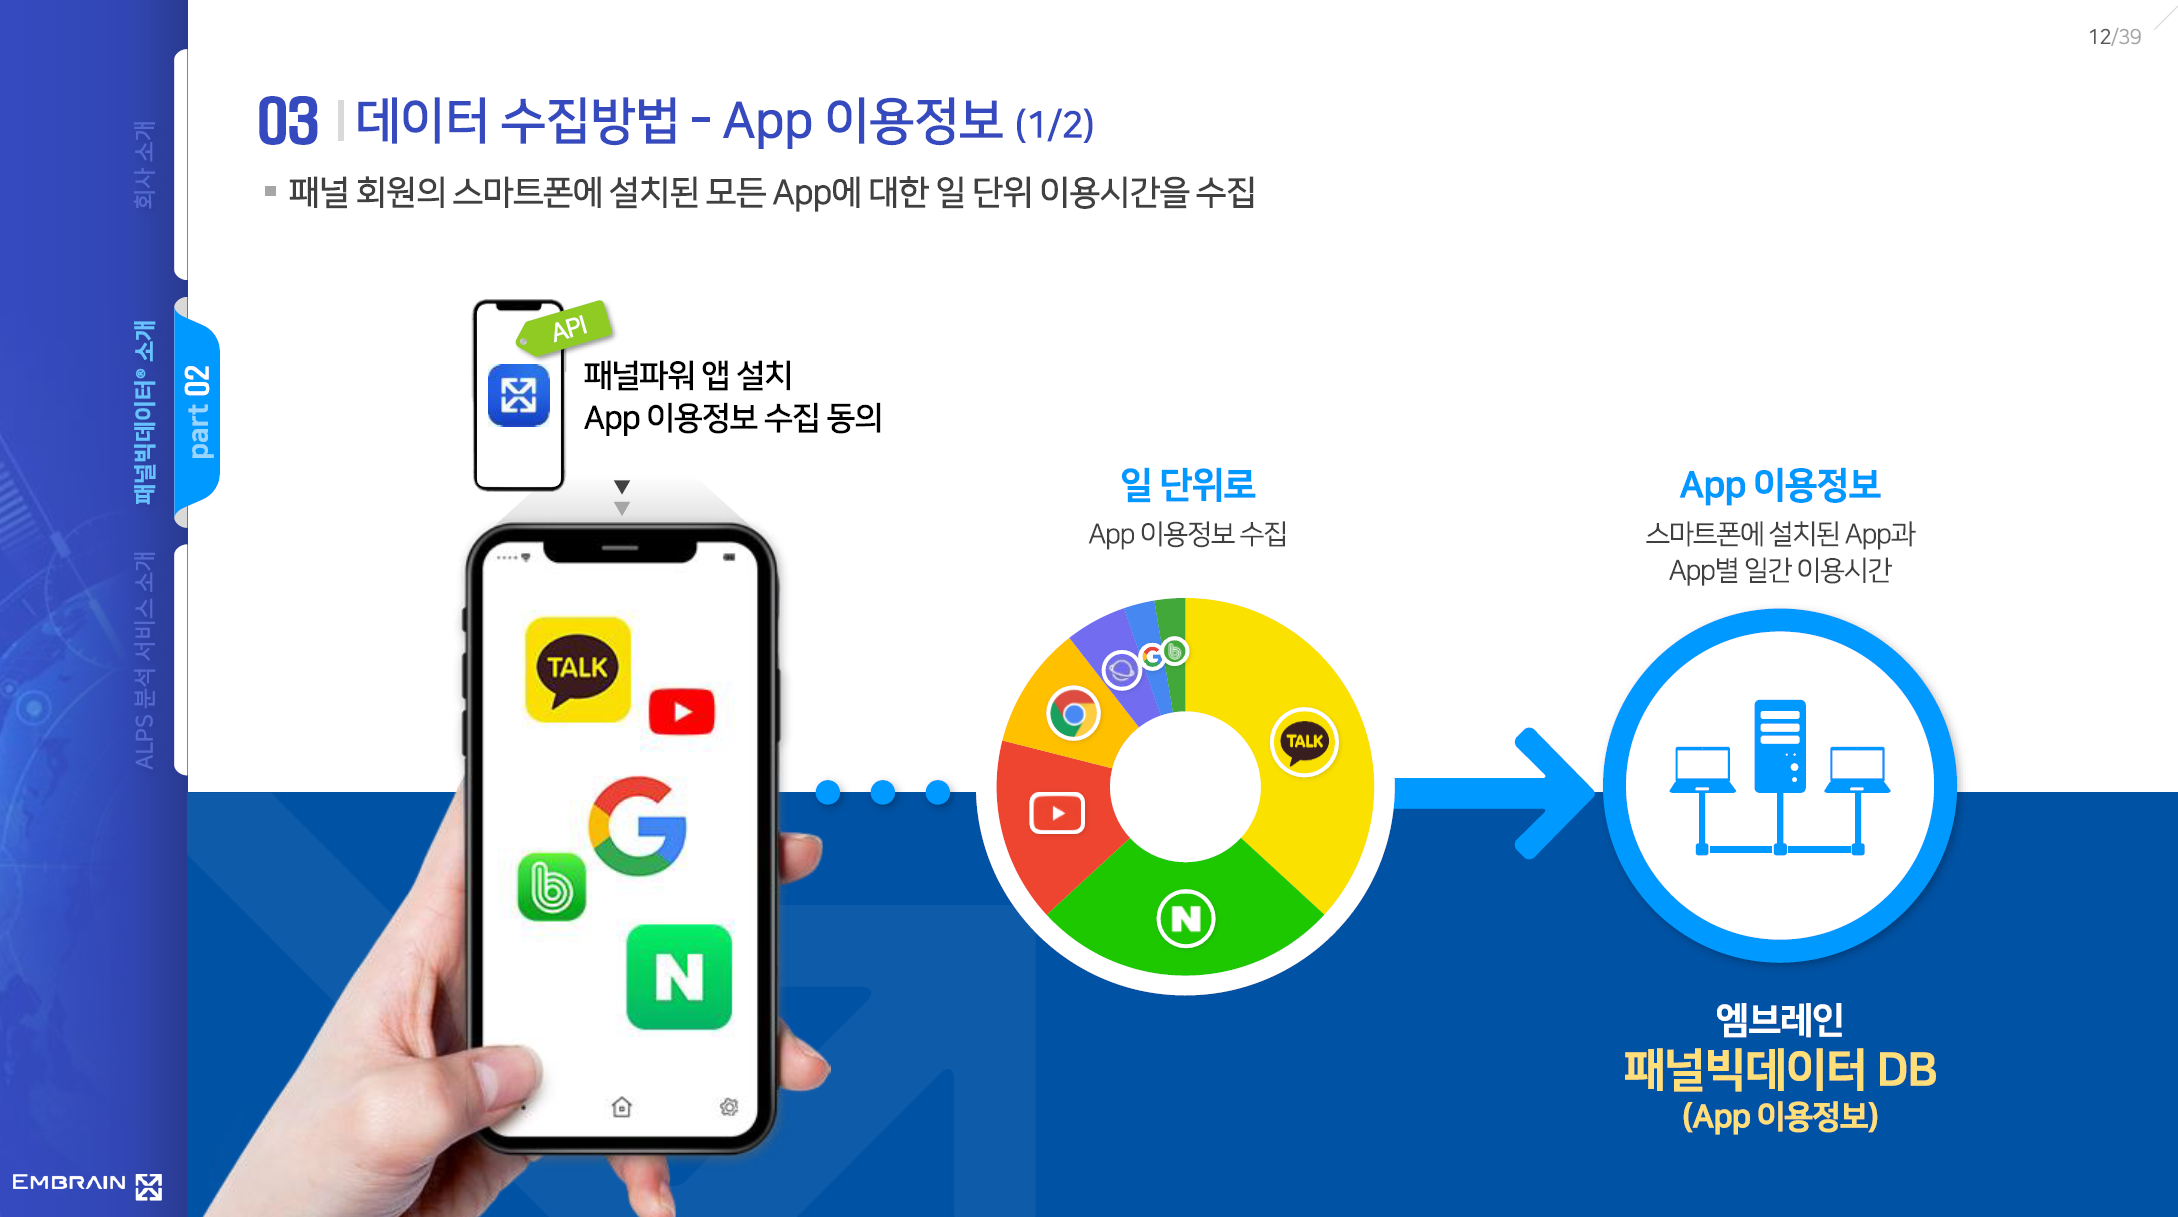 12/39
03 데이터 수집방법 - App 이용정보 (1/2)
패널 회원의 스마트폰에 설치된 모든 App에 대한 일 단위 이용시간을 수집
회사 소개
패널빅데이터® 소개
part 02
ALPS 분석 서비스 소개
API
패널파워 앱 설치
App 이용정보 수집 동의
TALK
일 단위로
App 이용정보 수집
TALK
N
N
App 이용정보
스마트폰에 설치된 App과
App별 일간 이용시간
엠브레인
패널빅데이터 DB
(App 이용정보)
EMBRAIN